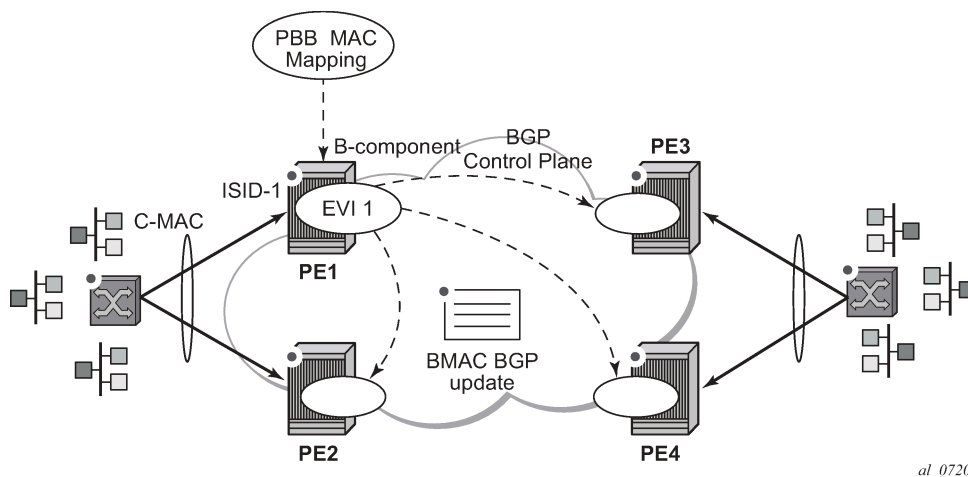 PBB MAC
Mapping
B-component
BGP
Control Plane
PE3
ISID-1
EVI 1
C-MAC
PE1
BMAC BGP
update
PE2
PE4
al_0720